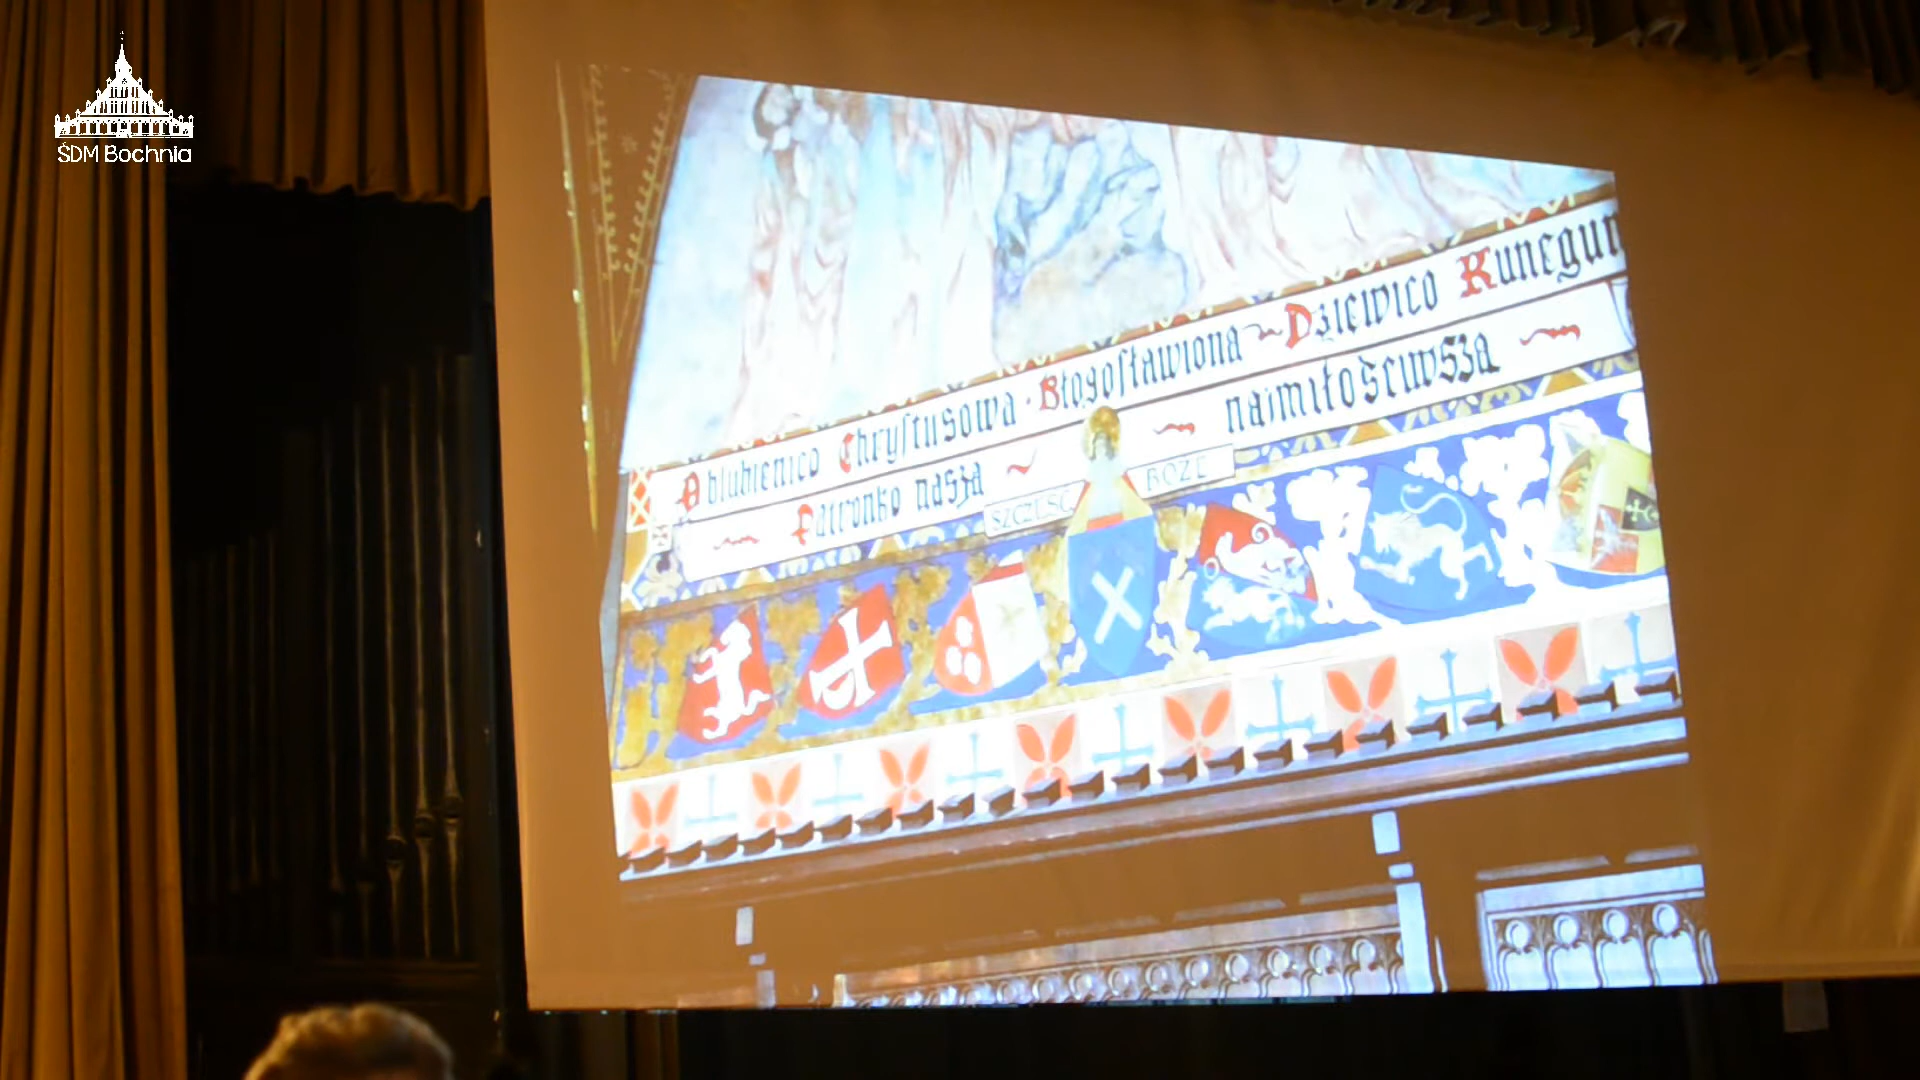 ŚDM Bochnia
Oblubienico Chrystusowa · Błogosławiona Dziewico Kunegun
Patronko nasza najmiłościwsza
SZCZĘŚĆ BOŻE